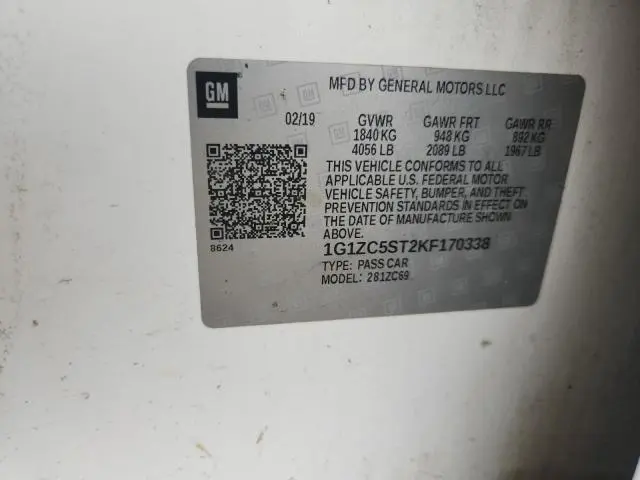 GM
MFD BY GENERAL MOTORS LLC
02/19 GVWR GAWR FRT GAWR RR
1840 KG 948 KG 892 KG
4056 LB 2089 LB 1967 LB
THIS VEHICLE CONFORMS TO ALL
APPLICABLE U.S. FEDERAL MOTOR
VEHICLE SAFETY, BUMPER, AND THEFT
PREVENTION STANDARDS IN EFFECT ON
THE DATE OF MANUFACTURE SHOWN
ABOVE.
8624
1G1ZC5ST2KF170338
TYPE: PASS CAR
MODEL: 281ZC69